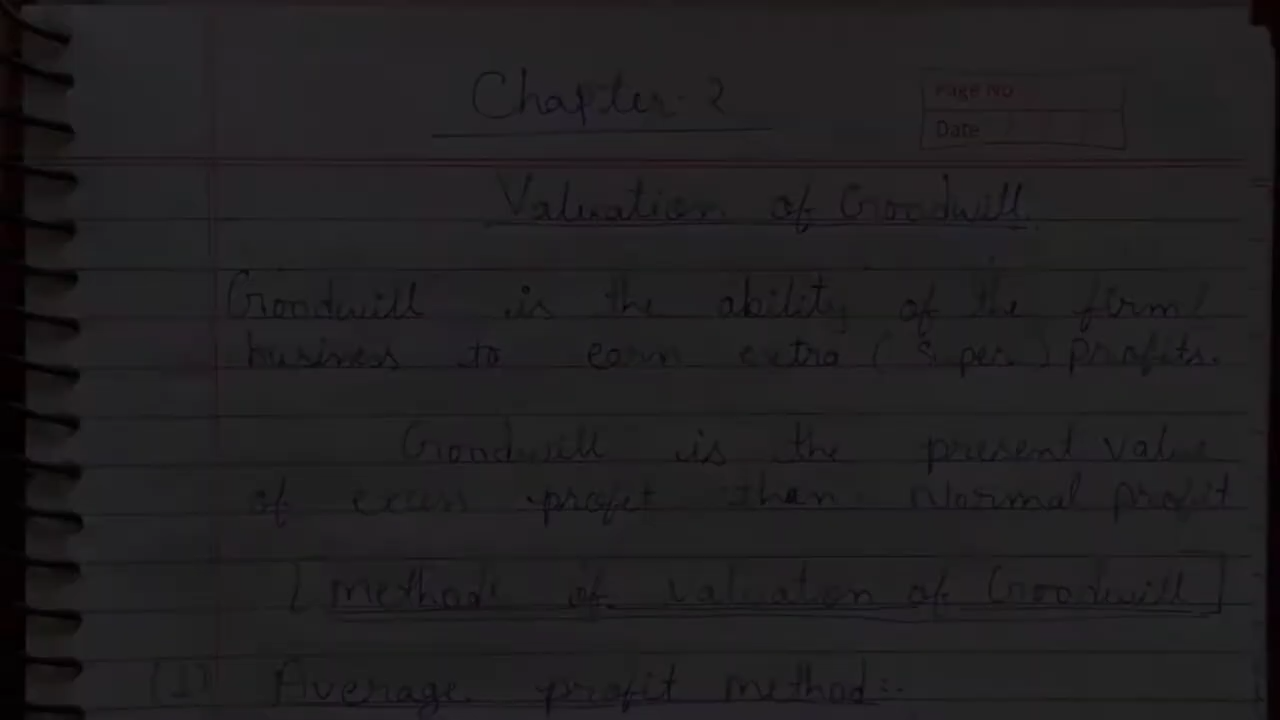 Chapter-2
Page No
Date
Valuation of Goodwill
Goodwill is the ability of the firm/
business to earn extra (Super) profits.
Goodwill is the present value
of excess profit than Normal profit
[methods of valuation of Goodwill]
(1) Average profit method:-